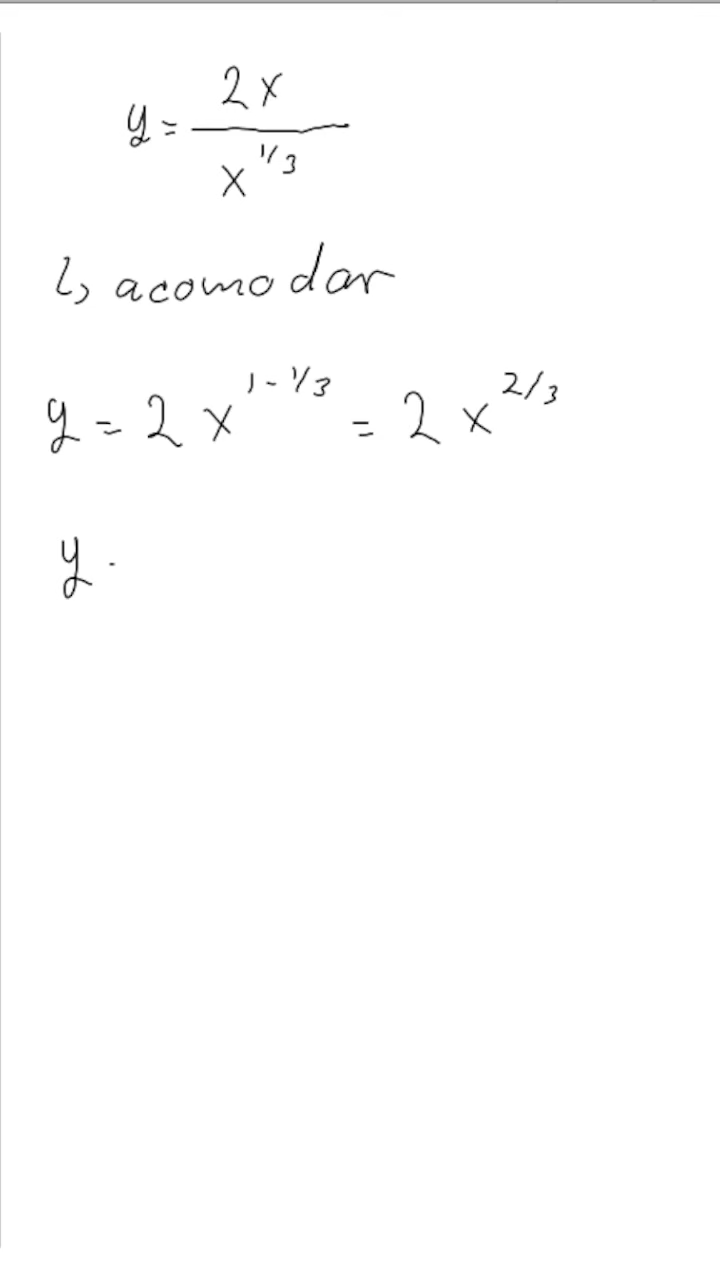 y = 2x / x^1/3
↳ acomodar
y = 2 x^1-1/3 = 2 x^2/3
y -